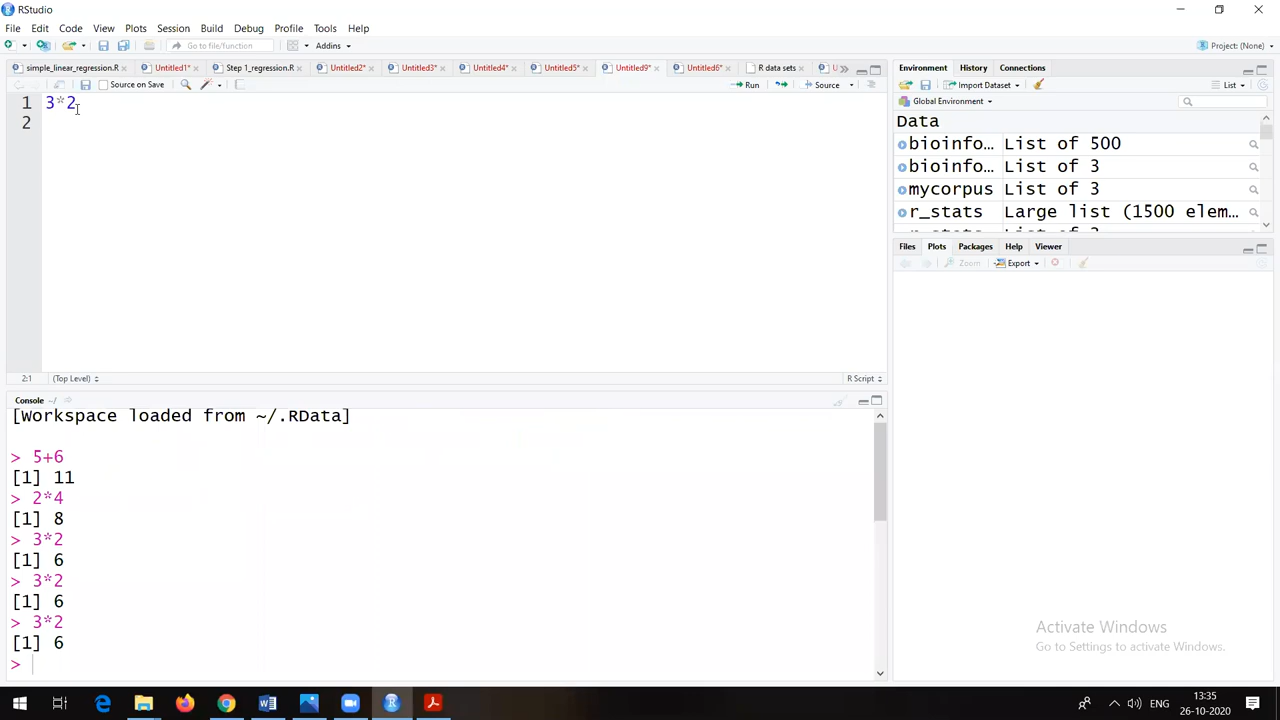 RStudio
File Edit Code View Plots Session Build Debug Profile Tools Help
Go to file/function Addins Project: (None)
simple_linear_regression.R Untitled1* Step 1_regression.R Untitled2* Untitled3* Untitled4* Untitled5* Untitled9* Untitled6* R data sets
Source on Save Run Source
1 3*2
2
2:1 (Top Level) R Script
Console ~/
[Workspace loaded from ~/.RData]
> 5+6
[1] 11
> 2*4
[1] 8
> 3*2
[1] 6
> 3*2
[1] 6
> 3*2
[1] 6
>
Environment History Connections
Import Dataset List
Global Environment
Data
bioinfo… List of 500
bioinfo… List of 3
mycorpus List of 3
r_stats Large list (1500 elem…
Files Plots Packages Help Viewer
Zoom Export
Activate Windows
Go to Settings to activate Windows.
ENG 13:35
26-10-2020